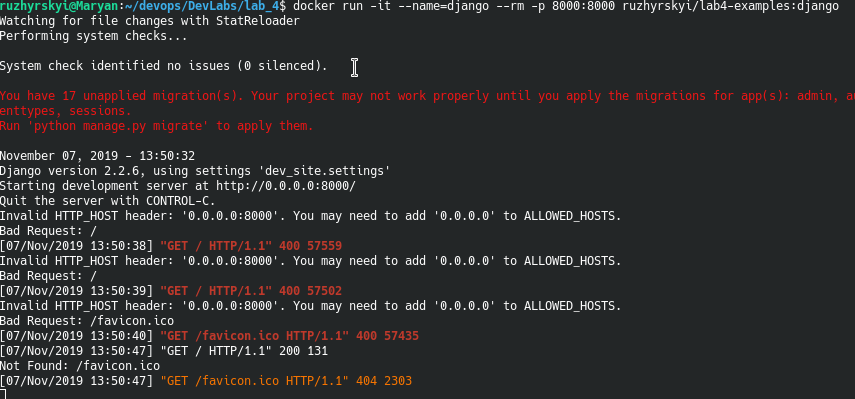 ruzhyrskyi@Maryan:~/devops/DevLabs/lab_4$ docker run -it --name=django --rm -p 8000:8000 ruzhyrskyi/lab4-examples:django
Watching for file changes with StatReloader
Performing system checks...
System check identified no issues (0 silenced).
You have 17 unapplied migration(s). Your project may not work properly until you apply the migrations for app(s): admin, au
enttypes, sessions.
Run 'python manage.py migrate' to apply them.
November 07, 2019 - 13:50:32
Django version 2.2.6, using settings 'dev_site.settings'
Starting development server at http://0.0.0.0:8000/
Quit the server with CONTROL-C.
Invalid HTTP_HOST header: '0.0.0.0:8000'. You may need to add '0.0.0.0' to ALLOWED_HOSTS.
Bad Request: /
[07/Nov/2019 13:50:38] "GET / HTTP/1.1" 400 57559
Invalid HTTP_HOST header: '0.0.0.0:8000'. You may need to add '0.0.0.0' to ALLOWED_HOSTS.
Bad Request: /
[07/Nov/2019 13:50:39] "GET / HTTP/1.1" 400 57502
Invalid HTTP_HOST header: '0.0.0.0:8000'. You may need to add '0.0.0.0' to ALLOWED_HOSTS.
Bad Request: /favicon.ico
[07/Nov/2019 13:50:40] "GET /favicon.ico HTTP/1.1" 400 57435
[07/Nov/2019 13:50:47] "GET / HTTP/1.1" 200 131
Not Found: /favicon.ico
[07/Nov/2019 13:50:47] "GET /favicon.ico HTTP/1.1" 404 2303